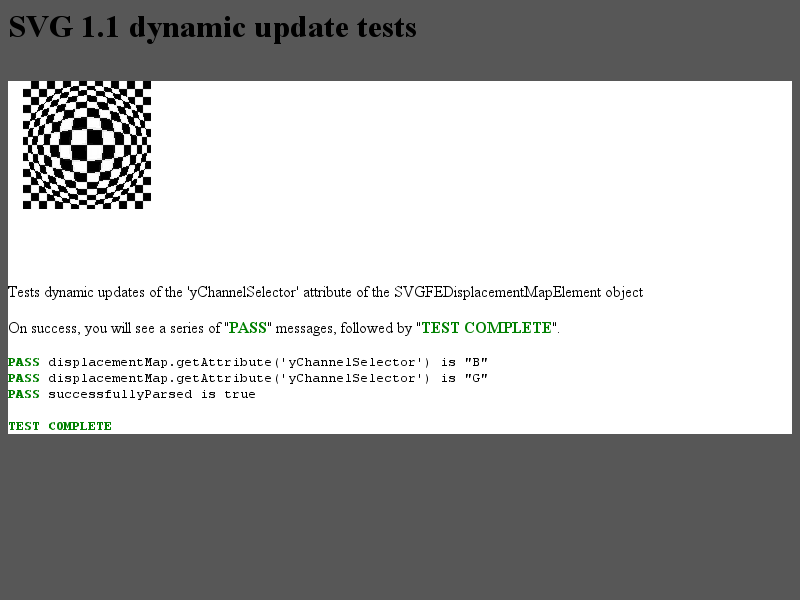 SVG 1.1 dynamic update tests
Tests dynamic updates of the 'yChannelSelector' attribute of the SVGFEDisplacementMapElement object
On success, you will see a series of "PASS" messages, followed by "TEST COMPLETE".
PASS displacementMap.getAttribute('yChannelSelector') is "B"
PASS displacementMap.getAttribute('yChannelSelector') is "G"
PASS successfullyParsed is true
TEST COMPLETE